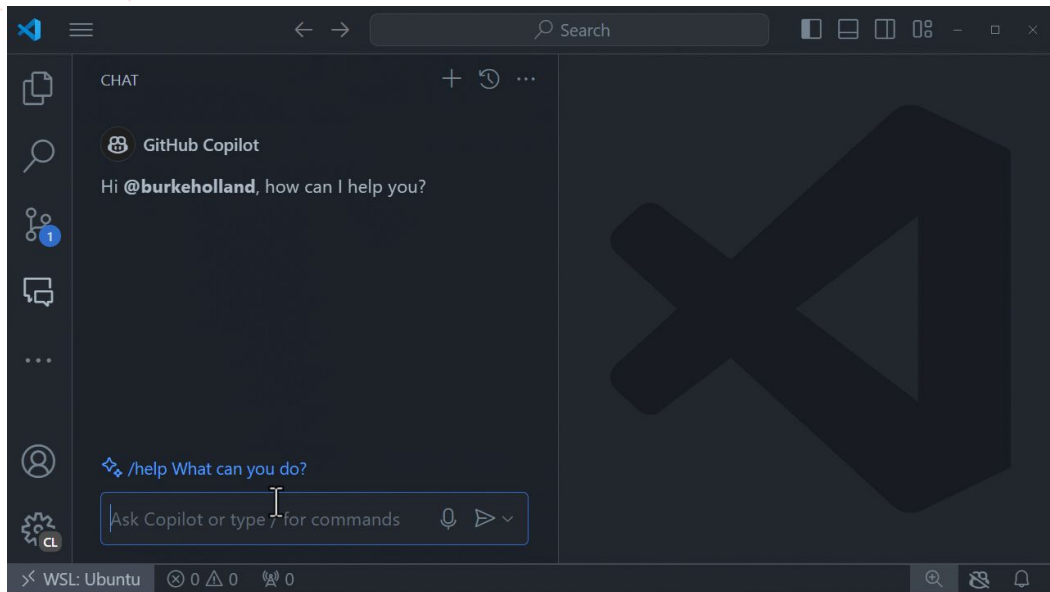 Search
CHAT
GitHub Copilot
Hi @burkeholland, how can I help you?
1
/help What can you do?
Ask Copilot or type / for commands
CL
WSL: Ubuntu 0 0 0